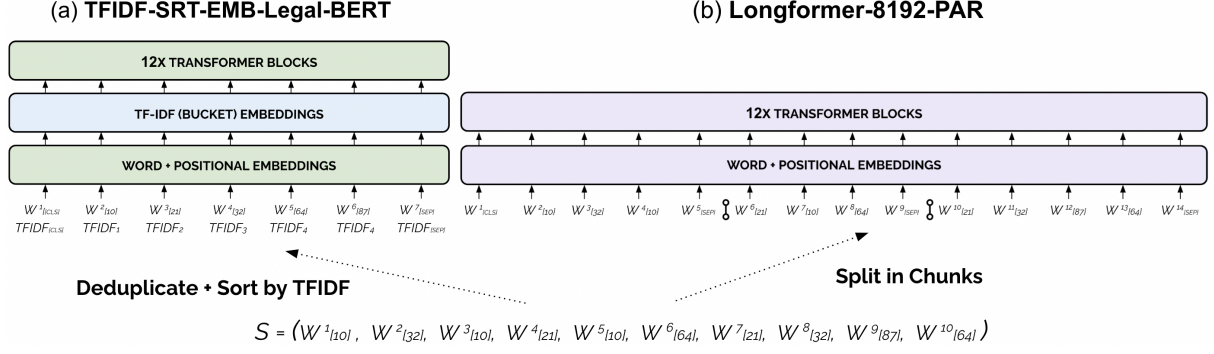 (a) TFIDF-SRT-EMB-Legal-BERT
12X TRANSFORMER BLOCKS
TF-IDF (BUCKET) EMBEDDINGS
WORD + POSITIONAL EMBEDDINGS
W¹[CLS] W²[10] W³[21] W⁴[32] W⁵[64] W⁶[87] W⁷[SEP]
TFIDF[CLS] TFIDF₁ TFIDF₂ TFIDF₃ TFIDF₄ TFIDF₄ TFIDF[SEP]
Deduplicate + Sort by TFIDF
(b) Longformer-8192-PAR
12X TRANSFORMER BLOCKS
WORD + POSITIONAL EMBEDDINGS
W¹[CLS] W²[10] W³[32] W⁴[10] W⁵[SEP] W⁶[21] W⁷[10] W⁸[64] W⁹[SEP] W¹⁰[21] W¹¹[32] W¹²[87] W¹³[64] W¹⁴[SEP]
Split in Chunks
S = (W¹[10], W²[32], W³[10], W⁴[21], W⁵[10], W⁶[64], W⁷[21], W⁸[32], W⁹[87], W¹⁰[64])